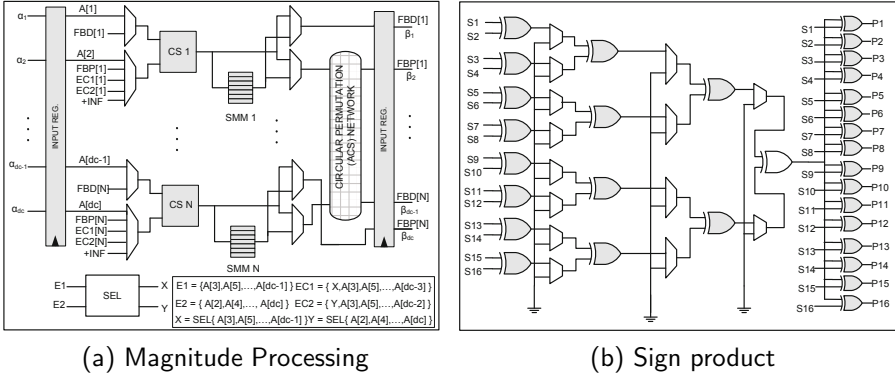 α1
A[1]
FBD[1]
α2
A[2]
FBP[1]
EC1[1]
EC2[1]
+INF
CS 1
SMM 1
INPUT REG.
αdc-1
A[dc-1]
FBD[N]
αdc
A[dc]
FBP[N]
EC1[N]
EC2[N]
+INF
CS N
SMM N
CIRCULAR PERMUTATION
(ACS) NETWORK
INPUT REG.
FBD[1]
β1
FBP[1]
β2
FBD[N]
βdc-1
FBP[N]
βdc
E1
E2
SEL
X
Y
E1 = {A[3],A[5],…,A[dc-1] } EC1 = { X,A[3],A[5],…,A[dc-3] }
E2 = { A[2],A[4],…, A[dc] } EC2 = { Y,A[3],A[5],…,A[dc-2] }
X = SEL{ A[3],A[5],…,A[dc-1] }Y = SEL{ A[2],A[4],…,A[dc] }
(a) Magnitude Processing
S1
S2
S3
S4
S5
S6
S7
S8
S9
S10
S11
S12
S13
S14
S15
S16
S1
S2
S3
S4
S5
S6
S7
S8
S9
S10
S11
S12
S13
S14
S15
S16
P1
P2
P3
P4
P5
P6
P7
P8
P9
P10
P11
P12
P13
P14
P15
P16
(b) Sign product